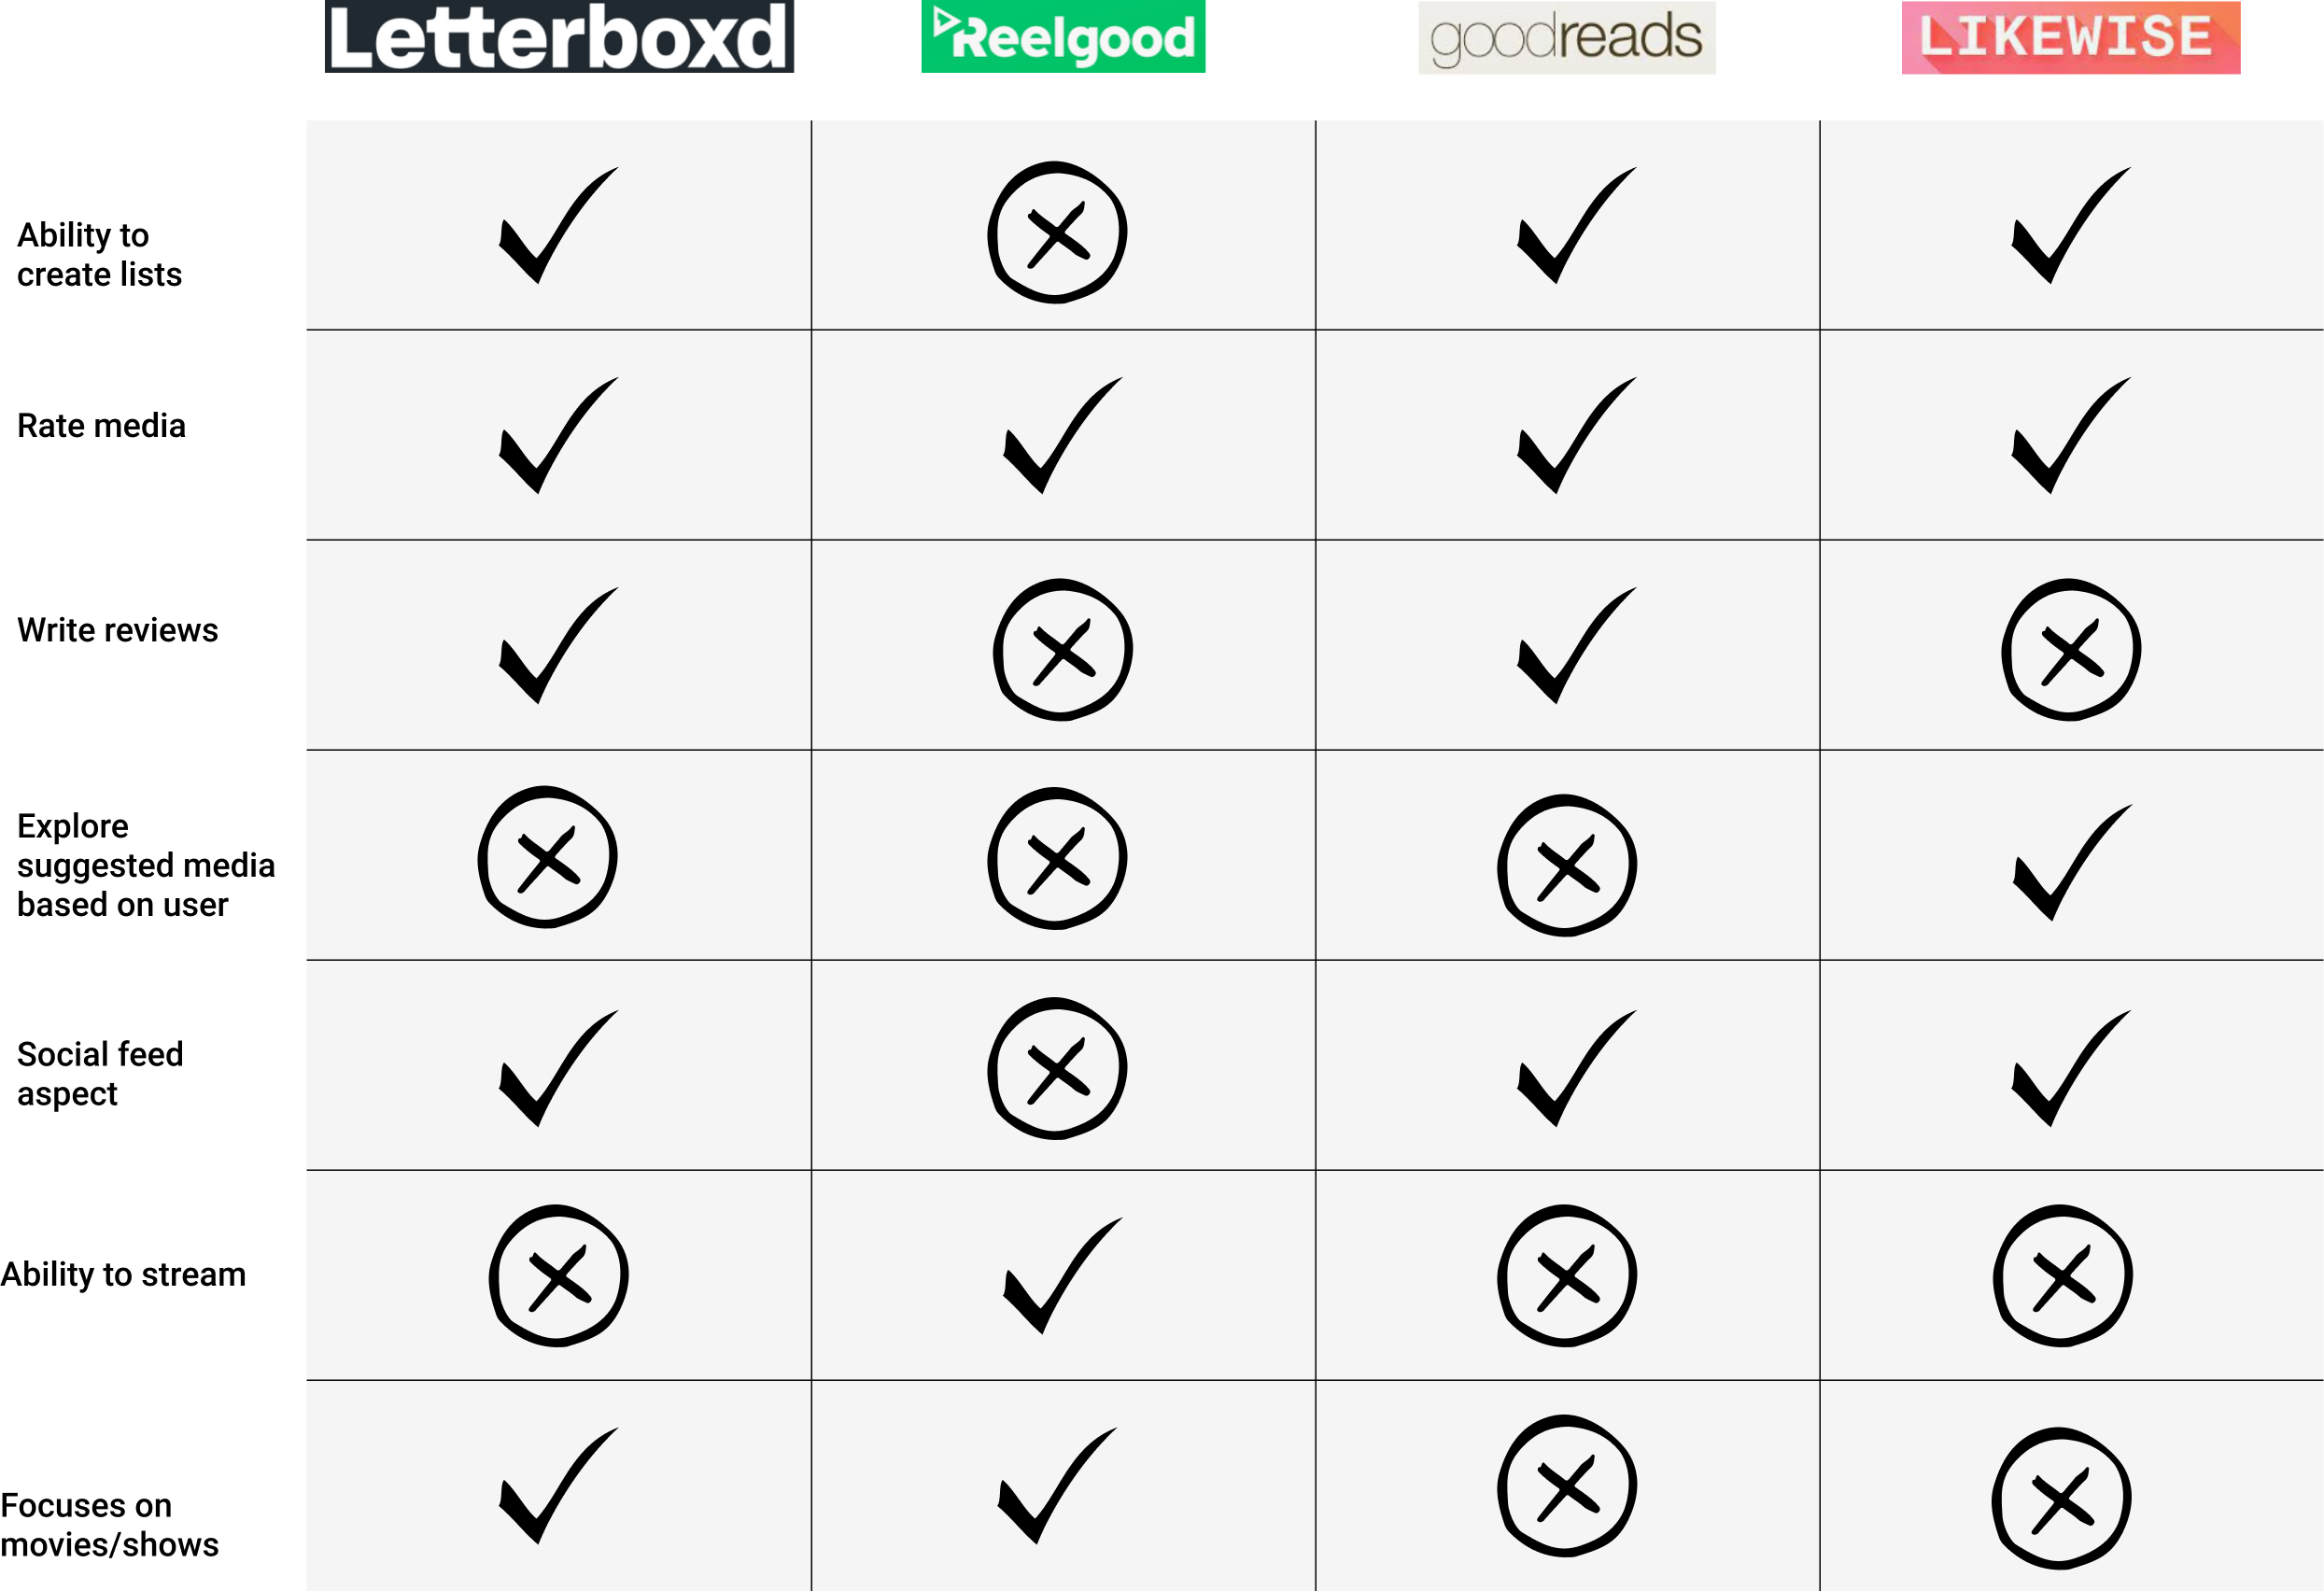 Letterboxd
Reelgood
goodreads
LIKEWISE
Ability to
create lists
Rate media
Write reviews
Explore
suggested media
based on user
Social feed
aspect
Ability to stream
Focuses on
movies/shows